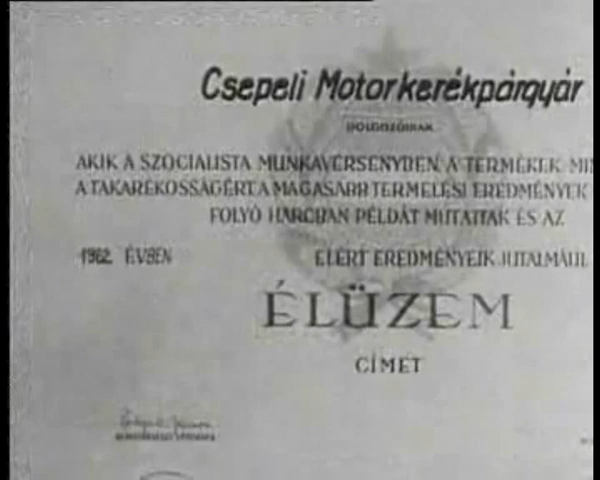 Csepeli Motorkerékpárgyár
DOLGOZÓINAK
AKIK A SZOCIALISTA MUNKAVERSENYBEN A TERMÉKEK MIN
A TAKARÉKOSSÁGÉRT A MAGASABB TERMELÉSI EREDMÉNYEK
FOLYÓ HARCBAN PÉLDÁT MUTATTAK ÉS AZ
1962. ÉVBEN ELÉRT EREDMÉNYEIK JUTALMÁUL
ÉLÜZEM
CÍMET